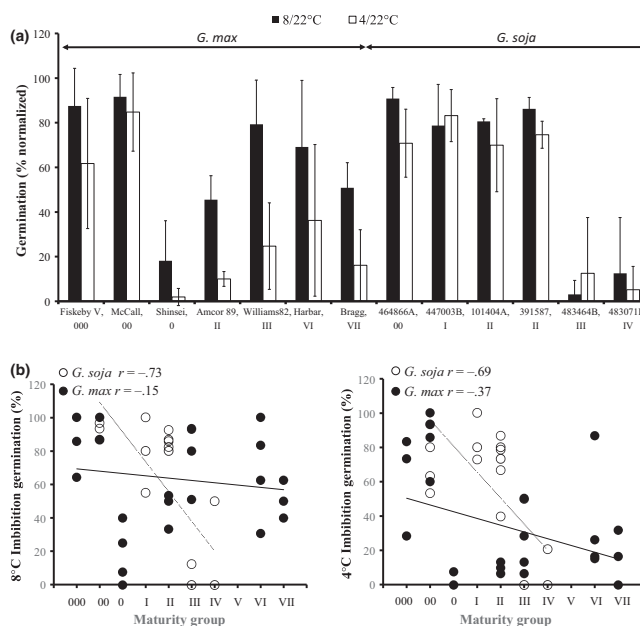 8/22°C 4/22°C
(a)
G. max G. soja
Germination (% normalized)
120
100
80
60
40
20
0
Fiskeby V, McCall, Shinsei, Amcor 89, Williams82, Harbar, Bragg, 464866A, 447003B, 101404A, 391587, 483464B, 483071B
000 00 0 II III VI VII 00 I II II III IV
(b)
G. soja r = –.73
G. max r = –.15
8°C Imbibition germination (%)
120
100
80
60
40
20
0
000 00 0 I II III IV V VI VII
Maturity group
G. soja r = –.69
G. max r = –.37
4°C Imbibition germination (%)
120
100
80
60
40
20
0
000 00 0 I II III IV V VI VII
Maturity group